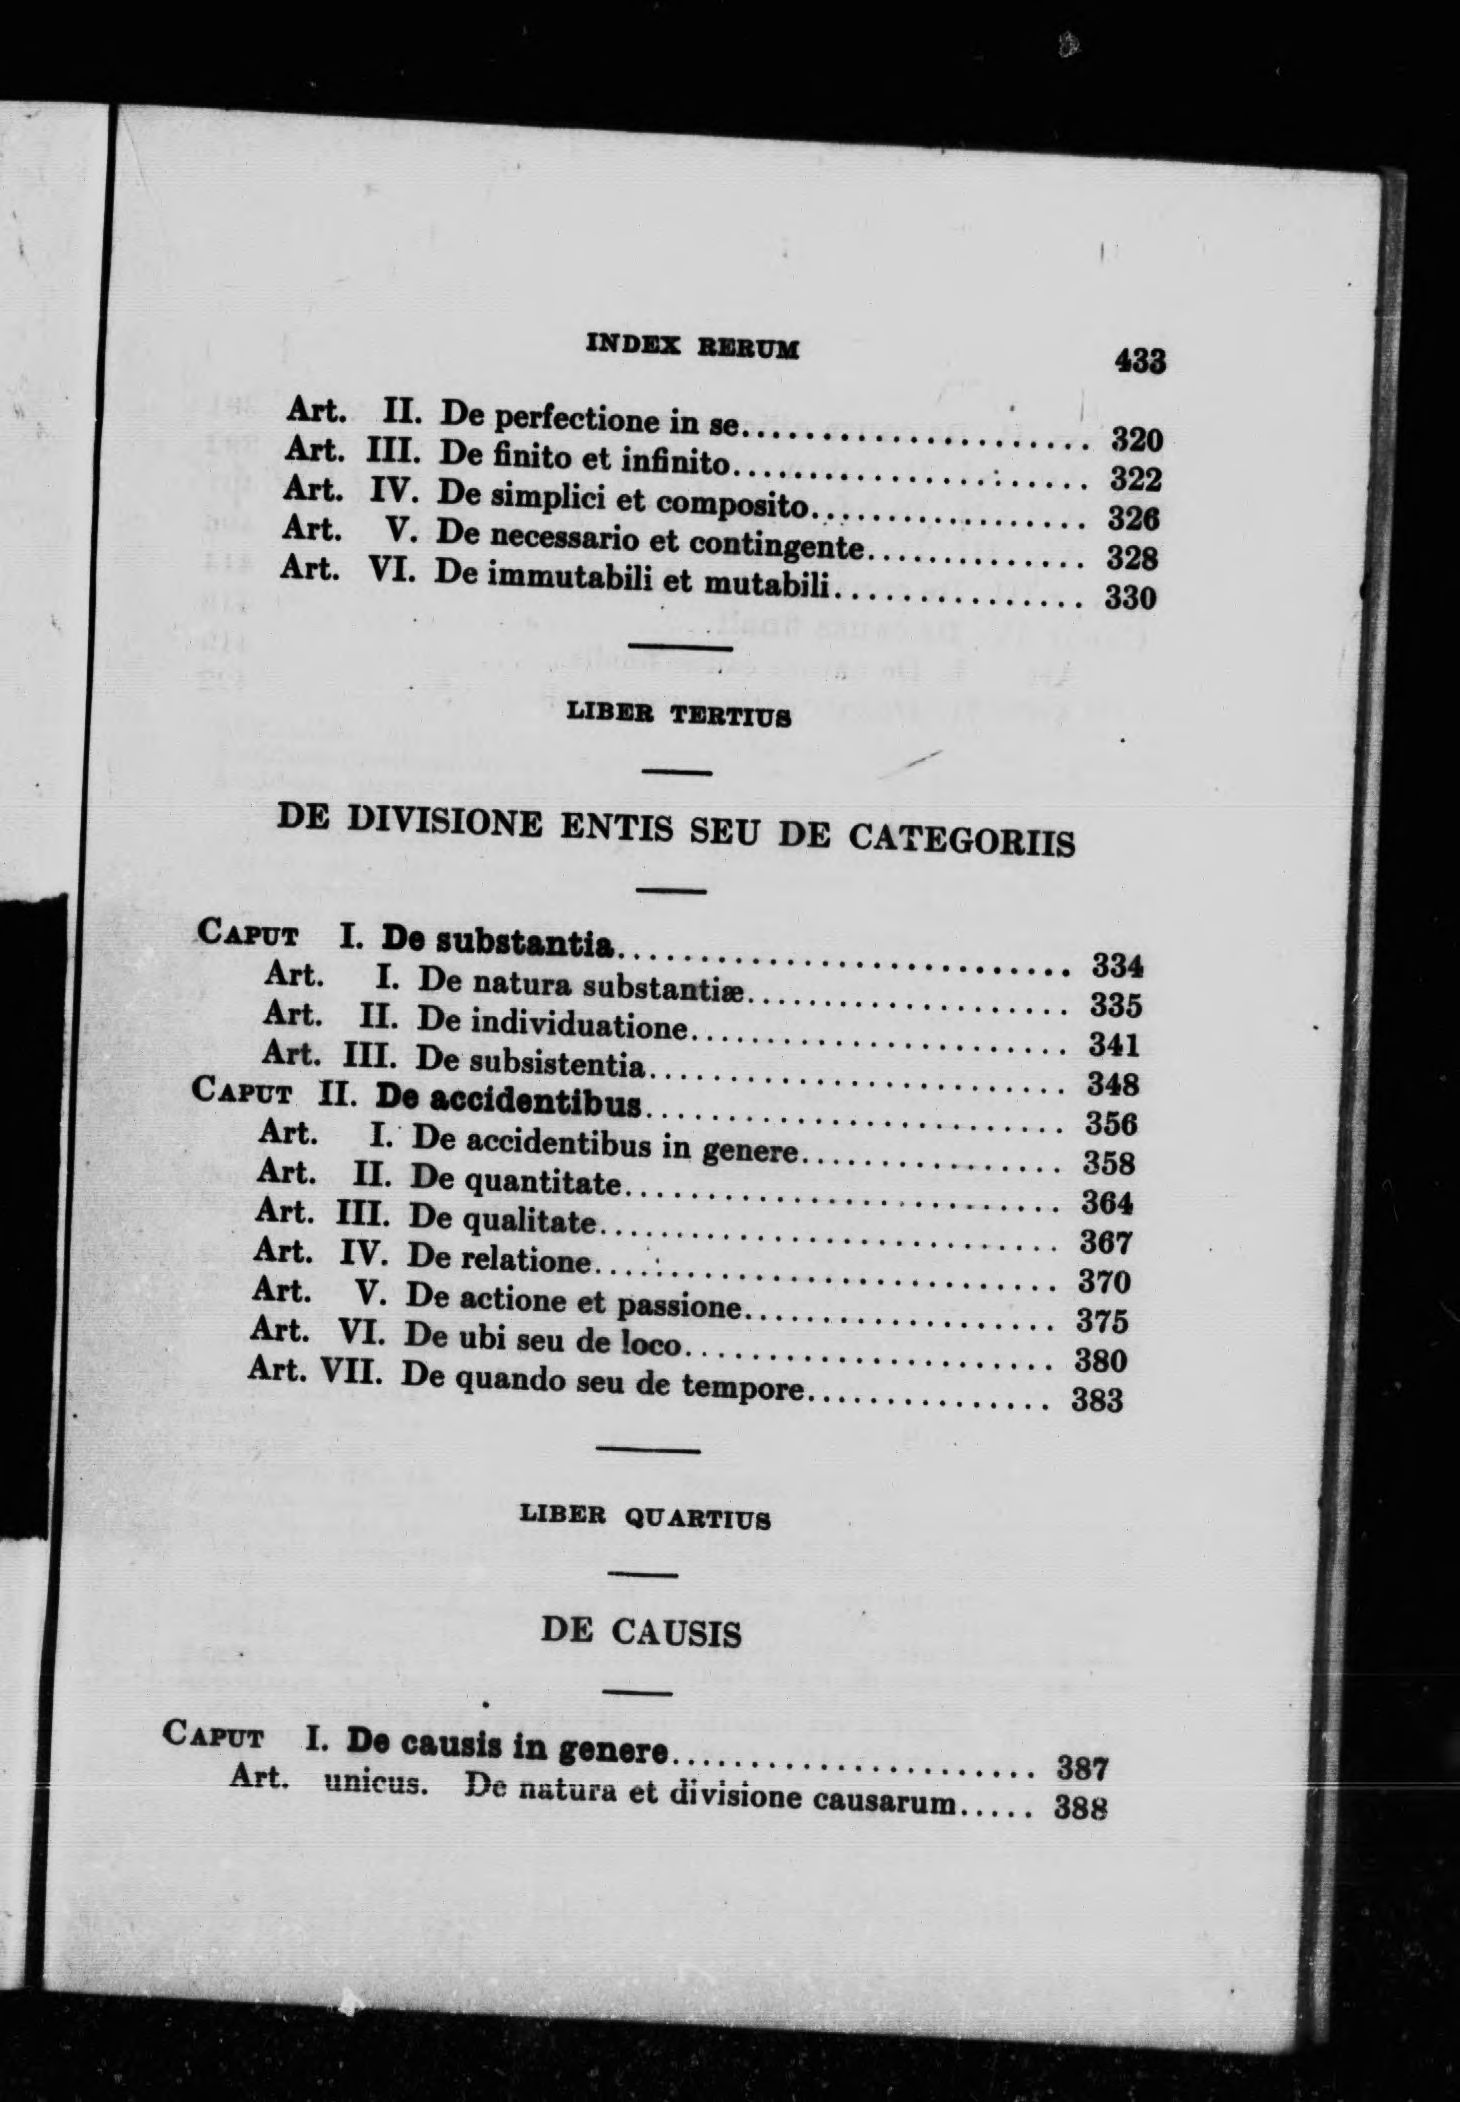 INDEX RERUM 433
Art. II. De perfectione in se...................... 320
Art. III. De finito et infinito...................... 322
Art. IV. De simplici et composito.................. 326
Art. V. De necessario et contingente.............. 328
Art. VI. De immutabili et mutabili................ 330
LIBER TERTIUS
DE DIVISIONE ENTIS SEU DE CATEGORIIS
CAPUT I. De substantia............................ 334
Art. I. De natura substantiæ.................... 335
Art. II. De individuatione........................ 341
Art. III. De subsistentia.......................... 348
CAPUT II. De accidentibus.......................... 356
Art. I. De accidentibus in genere................ 358
Art. II. De quantitate............................ 364
Art. III. De qualitate............................. 367
Art. IV. De relatione............................. 370
Art. V. De actione et passione.................... 375
Art. VI. De ubi seu de loco....................... 380
Art. VII. De quando seu de tempore................ 383
LIBER QUARTIUS
DE CAUSIS
CAPUT I. De causis in genere....................... 387
Art. unicus. De natura et divisione causarum..... 388